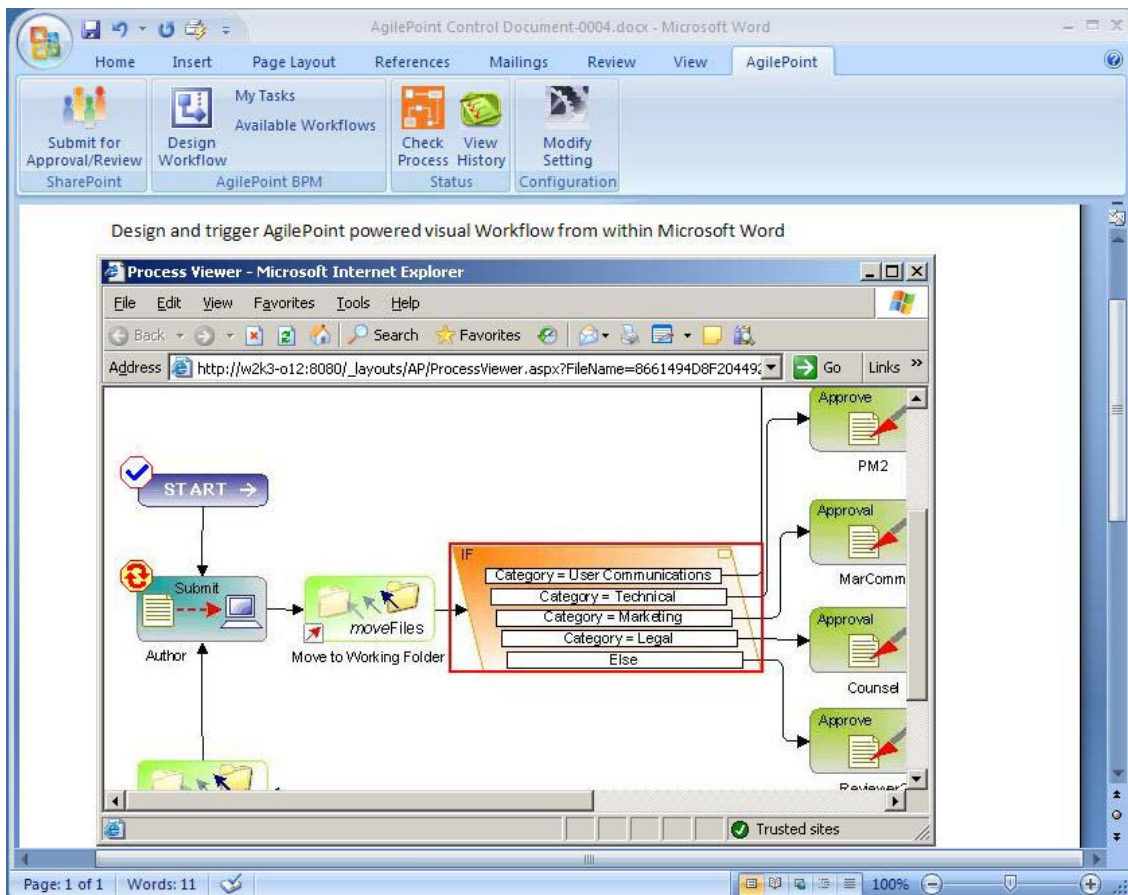 AgilePoint Control Document-0004.docx - Microsoft Word
Home Insert Page Layout References Mailings Review View AgilePoint
Submit for
Approval/Review
SharePoint
Design
Workflow
My Tasks
Available Workflows
AgilePoint BPM
Check
Process
View
History
Status
Modify
Setting
Configuration
Design and trigger AgilePoint powered visual Workflow from within Microsoft Word
Process Viewer - Microsoft Internet Explorer
File Edit View Favorites Tools Help
Back Search Favorites
Address http://w2k3-o12:8080/_layouts/AP/ProcessViewer.aspx?FileName=8661494D8F204492 Go Links »
START
Submit
Author
moveFiles
Move to Working Folder
IF
Category = User Communications
Category = Technical
Category = Marketing
Category = Legal
Else
Approve
PM2
Approval
MarComm
Approval
Counsel
Approve
Trusted sites
Page: 1 of 1 Words: 11 100%